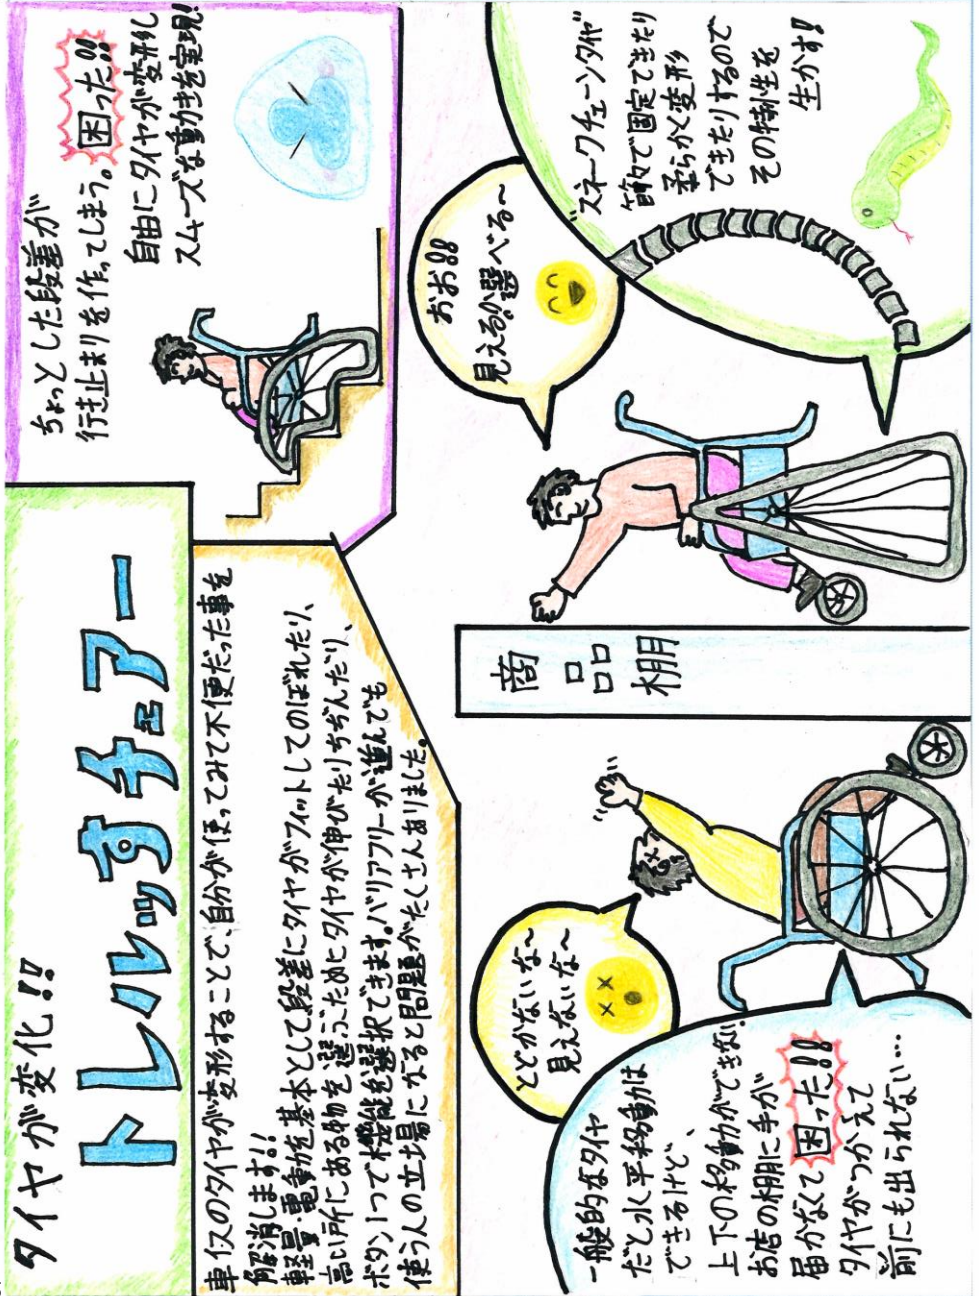 タイヤが変化!!
トレルッすチェアー
車イスのタイヤが変形することで、自分が使ってみて不便だった事を
解消します!!
軽量・電動を基本として段差にタイヤがフィットしてのぼれたり、
高い所にある物を選ぶためにタイヤが伸びたりちぢんだり、
ボタン1つで機能を選択できます。バリアフリーが進んでも
使う人の立場になると問題がたくさんありました。
ちょっとした段差が
行き止まりを作ってしまう。困った!!
自由にタイヤが変形し
スムーズな動きを実現!
一般的なタイヤ
だと水平移動は
できるけど、
上下の移動ができない。
お店の棚に手が
届かなくて困った!!
タイヤがつかえて
前にも出られない…
とどかないな~
見えないな~
商品棚
おお!!
見えるか選べる~
スネークチェーンタイヤ
節々で固定できたり
柔らかく変形
できたりするので
その特性を
生かす!